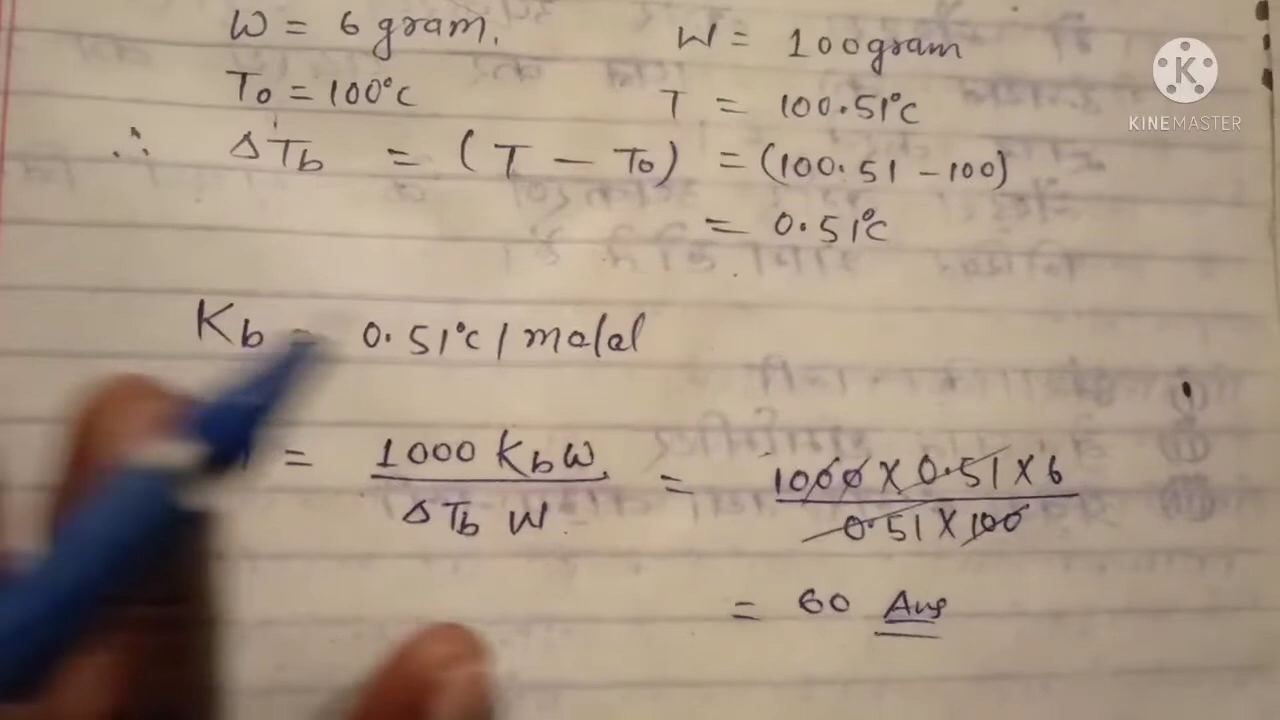 w = 6 gram. W = 100gram
T₀ = 100°C T = 100.51°C
∴ ΔTb = (T − T₀) = (100.51 − 100)
= 0.51°C
Kb = 0.51°C / molal
= 1000 Kb w / ΔTb W. = 1000 × 0.51 × 6 / 0.51 × 100
= 60 Ans
KINEMASTER